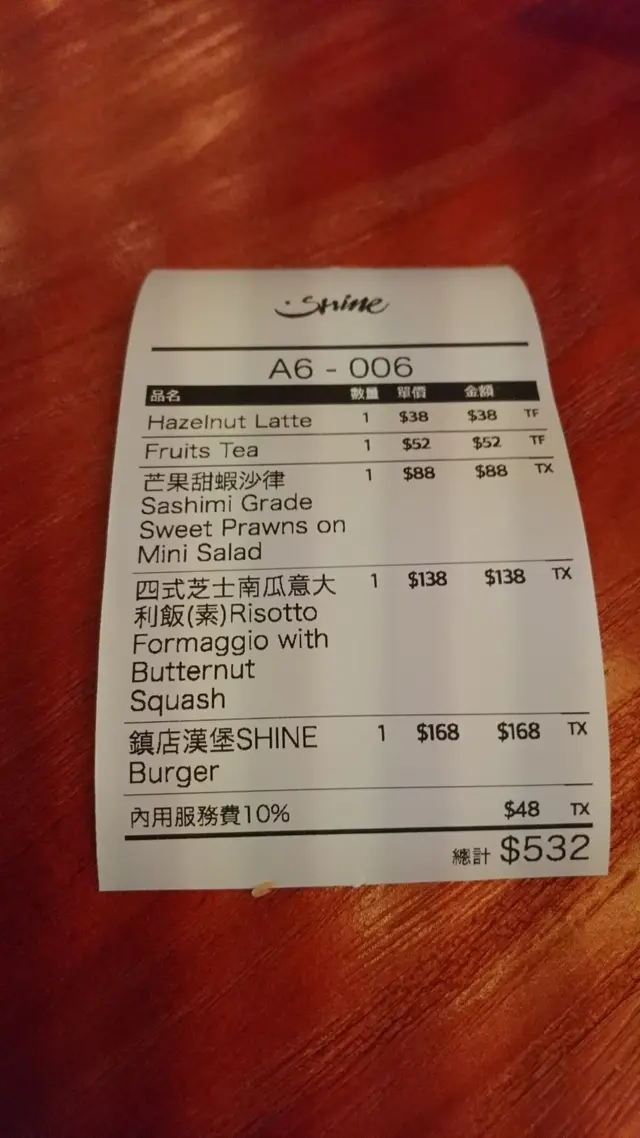 Shine
A6 - 006
品名 數量 單價 金額
Hazelnut Latte 1 $38 $38 TF
Fruits Tea 1 $52 $52 TF
芒果甜蝦沙律 1 $88 $88 TX
Sashimi Grade
Sweet Prawns on
Mini Salad
四式芝士南瓜意大 1 $138 $138 TX
利飯(素)Risotto
Formaggio with
Butternut
Squash
鎮店漢堡SHINE 1 $168 $168 TX
Burger
內用服務費10% $48 TX
總計 $532